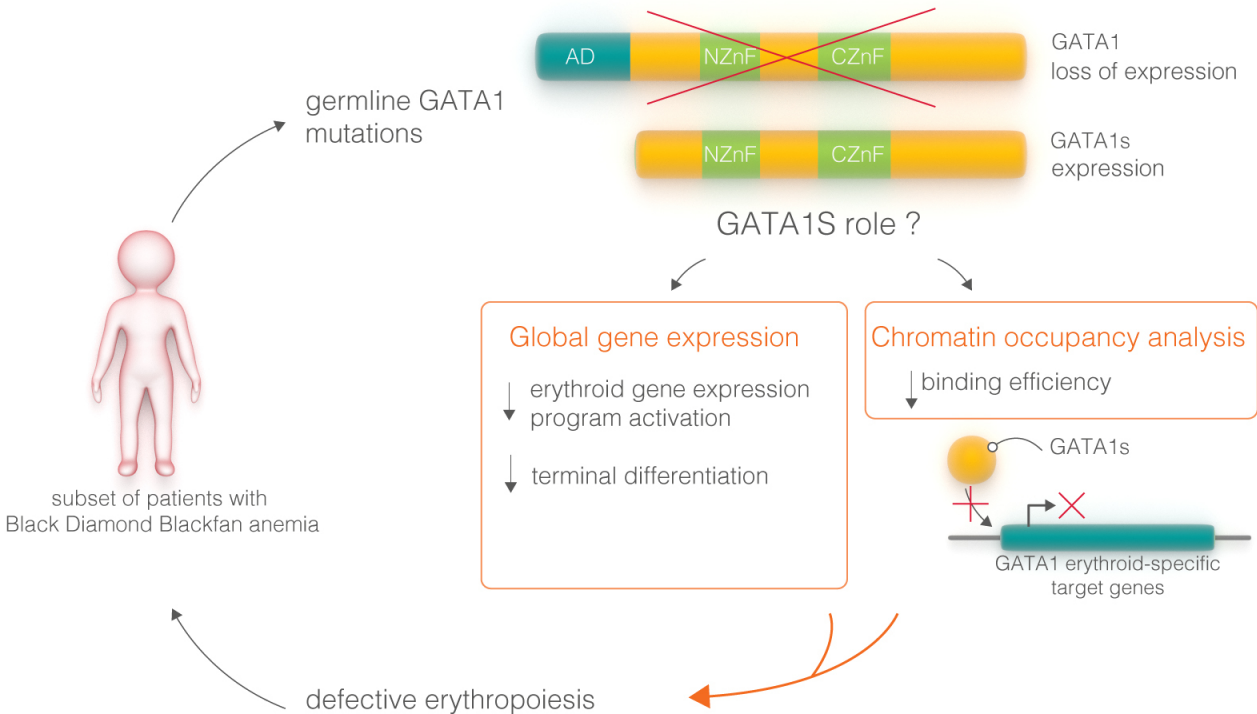 AD
NZnF
CZnF
GATA1
loss of expression
germline GATA1
mutations
NZnF
CZnF
GATA1s
expression
GATA1S role ?
Global gene expression
erythroid gene expression
program activation
terminal differentiation
Chromatin occupancy analysis
binding efficiency
GATA1s
GATA1 erythroid-specific
target genes
subset of patients with
Black Diamond Blackfan anemia
defective erythropoiesis